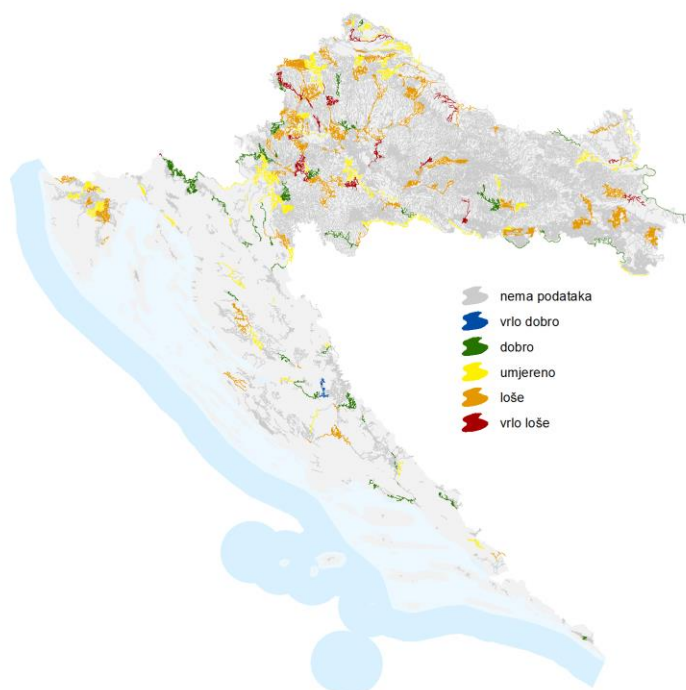 nema podataka
vrlo dobro
dobro
umjereno
loše
vrlo loše